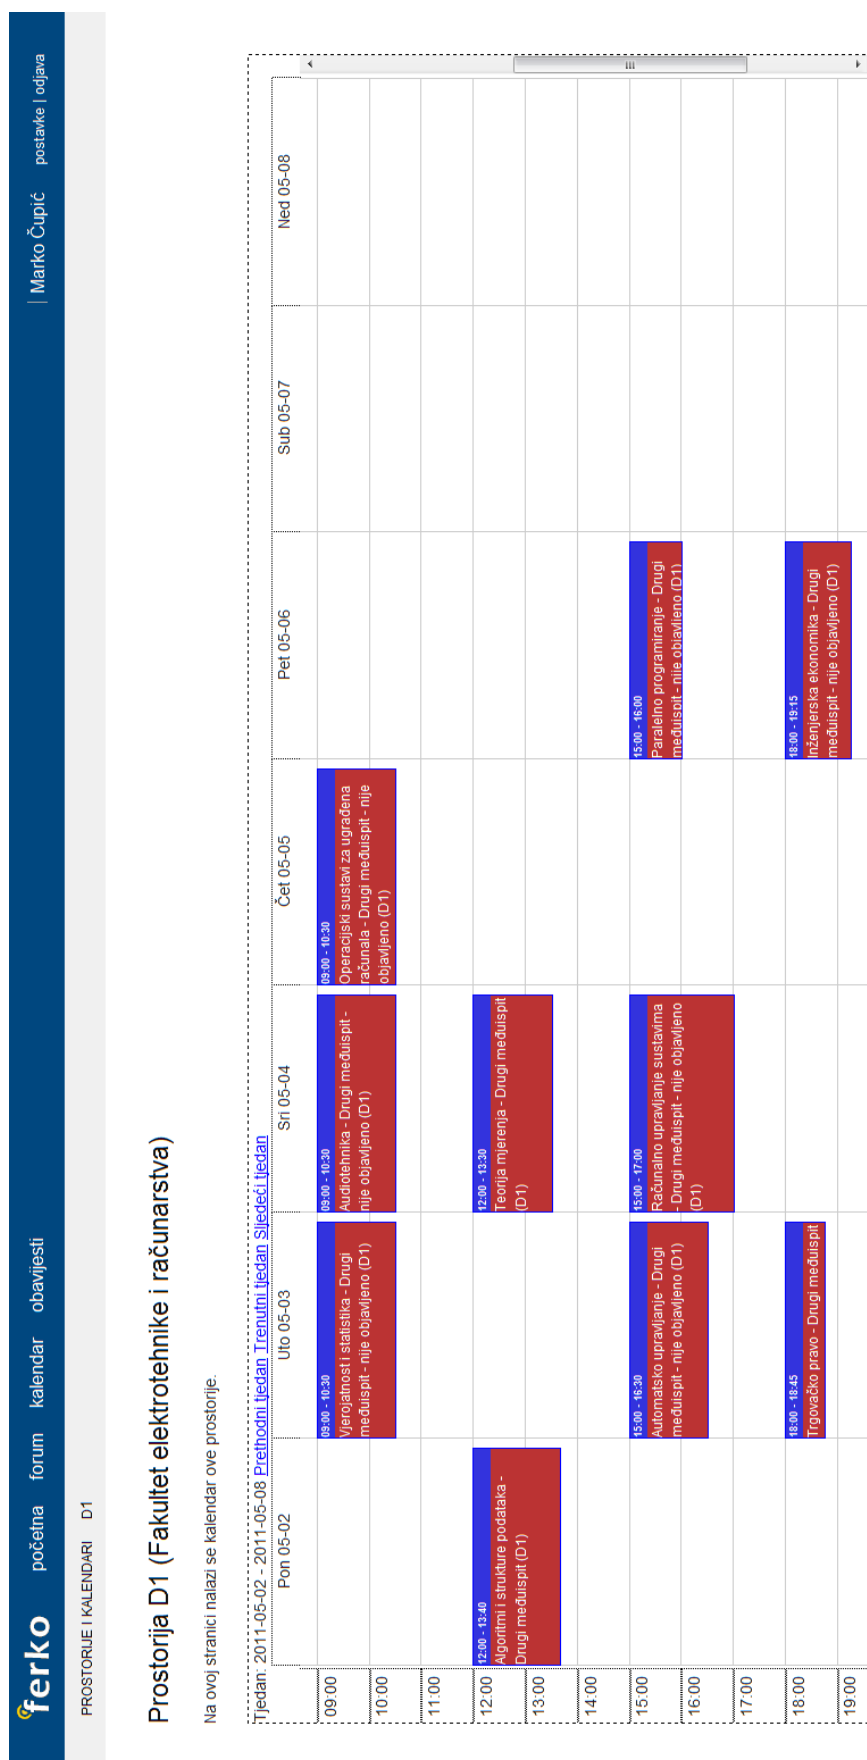 ferko početna forum kalendar obavijesti | Marko Čupić postavke | odjava
PROSTORIJE I KALENDARI D1
Prostorija D1 (Fakultet elektrotehnike i računarstva)
Na ovoj stranici nalazi se kalendar ove prostorije.
Tjedan: 2011-05-02 - 2011-05-08 Prethodni tjedan Trenutni tjedan Sljedeći tjedan
Pon 05-02 Uto 05-03 Sri 05-04 Čet 05-05 Pet 05-06 Sub 05-07 Ned 05-08
09:00
10:00
11:00
12:00
13:00
14:00
15:00
16:00
17:00
18:00
19:00
12:00 - 13:40
Algoritmi i strukture podataka -
Drugi međuispit (D1)
09:00 - 10:30
Vjerojatnost i statistika - Drugi
međuispit - nije objavljeno (D1)
15:00 - 16:30
Automatsko upravljanje - Drugi
međuispit - nije objavljeno (D1)
18:00 - 18:45
Trgovačko pravo - Drugi međuispit
09:00 - 10:30
Audiotehnika - Drugi međuispit -
nije objavljeno (D1)
12:00 - 13:30
Teorija mjerenja - Drugi međuispit
(D1)
15:00 - 17:00
Računalno upravljanje sustavima
- Drugi međuispit - nije objavljeno
(D1)
09:00 - 10:30
Operacijski sustavi za ugrađena
računala - Drugi međuispit - nije
objavljeno (D1)
15:00 - 16:00
Paralelno programiranje - Drugi
međuispit - nije objavljeno (D1)
18:00 - 19:15
Inženjerska ekonomika - Drugi
međuispit - nije objavljeno (D1)